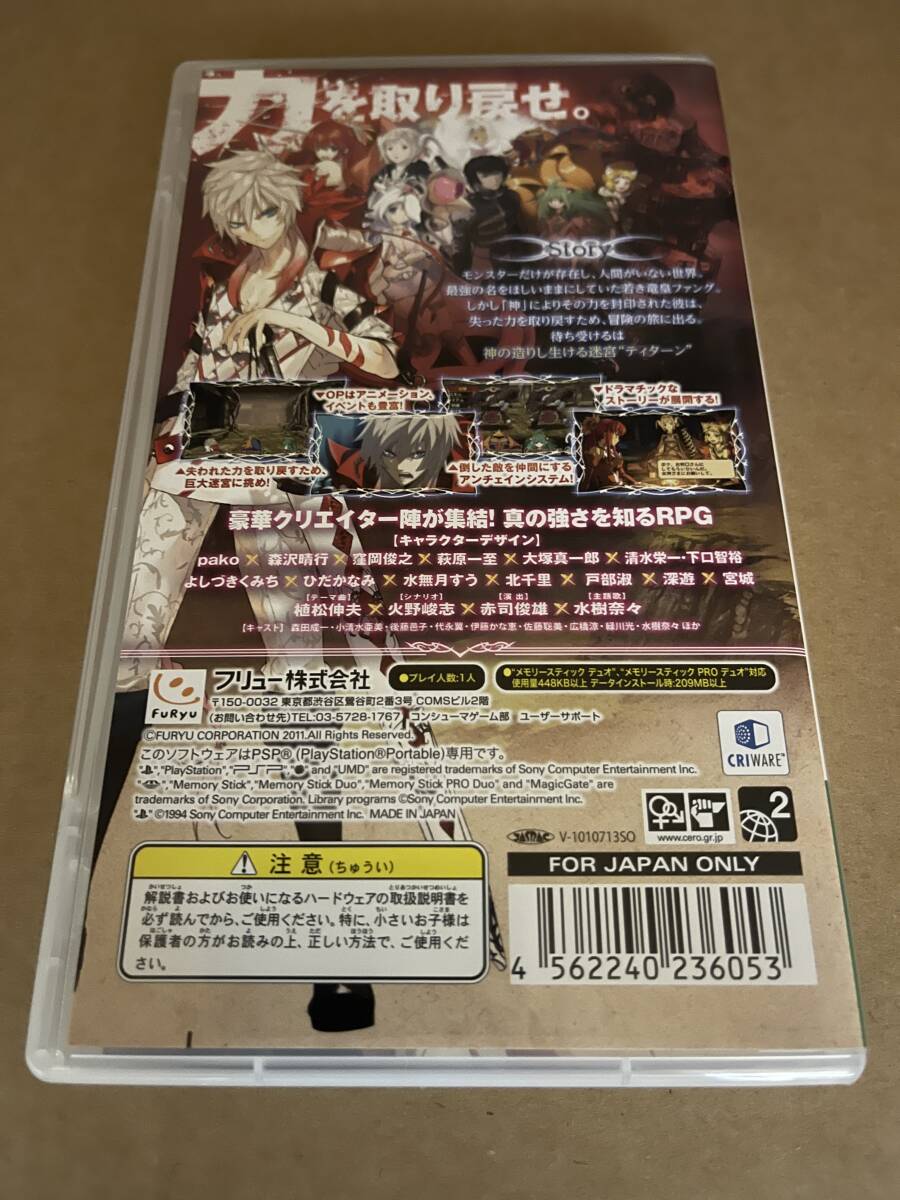 力を取り戻せ。
Story
モンスターだけが存在し、人間がいない世界。
最強の名をほしいままにしていた若き竜皇ファング。
しかし「神」によりその力を封印された彼は、
失った力を取り戻すため、冒険の旅に出る。
待ち受けるは
神の造りし生ける迷宮"ティターン"
▼OPはアニメーション、
イベントも豊富!
▼ドラマチックな
ストーリーが展開する!
▲失われた力を取り戻すため、
巨大迷宮に挑め!
▲倒した敵を仲間にする
アンチェインシステム!
豪華クリエイター陣が集結! 真の強さを知るRPG
【キャラクターデザイン】
pako×森沢晴行×窪岡俊之×萩原一至×大塚真一郎×清水栄一・下口智裕
よしづきくみち×ひだかなみ×水無月すう×北千里×戸部淑×深遊×宮城
【テーマ曲】 【シナリオ】 【演出】 【主題歌】
植松伸夫×火野峻志×赤司俊雄×水樹奈々
【キャスト】 森田成一・小清水亜美・後藤邑子・代永翼・伊藤かな恵・佐藤聡美・広橋涼・緑川光・水樹奈々 ほか
FuRyu
フリュー株式会社
●プレイ人数:1人
●"メモリースティック デュオ"、"メモリースティック PRO デュオ"対応
使用量448KB以上 データインストール時:209MB以上
〒150-0032 東京都渋谷区鶯谷町2番3号 COMSビル2階
(お問い合わせ先)TEL:03-5728-1767 コンシューマゲーム部 ユーザーサポート
©FURYU CORPORATION 2011.All Rights Reserved.
このソフトウェアはPSP® (PlayStation®Portable)専用です。
" ","PlayStation","PSP"," " and "UMD" are registered trademarks of Sony Computer Entertainment Inc.
" ","Memory Stick","Memory Stick Duo","Memory Stick PRO Duo" and "MagicGate" are
trademarks of Sony Corporation. Library programs ©Sony Computer Entertainment Inc.
" " ©1994 Sony Computer Entertainment Inc. MADE IN JAPAN
CRIWARE™
www.cero.gr.jp
2
JASRAC V-1010713SO
FOR JAPAN ONLY
注意(ちゅうい)
解説書およびお使いになるハードウェアの取扱説明書を
必ず読んでから、ご使用ください。特に、小さいお子様は
保護者の方がお読みの上、正しい方法で、ご使用くだ
さい。
4 562240 236053